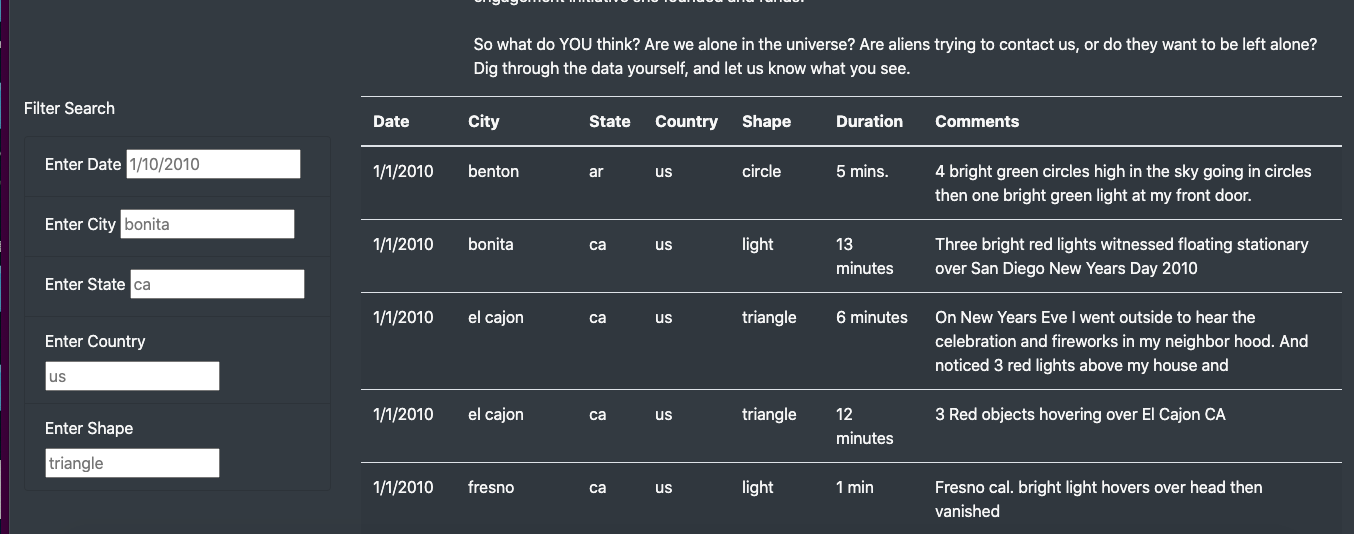 engagement initiative she founded and funds.
So what do YOU think? Are we alone in the universe? Are aliens trying to contact us, or do they want to be left alone?
Dig through the data yourself, and let us know what you see.
Filter Search
Enter Date 1/10/2010
Enter City bonita
Enter State ca
Enter Country
us
Enter Shape
triangle
Date City State Country Shape Duration Comments
1/1/2010 benton ar us circle 5 mins. 4 bright green circles high in the sky going in circles
then one bright green light at my front door.
1/1/2010 bonita ca us light 13 Three bright red lights witnessed floating stationary
minutes over San Diego New Years Day 2010
1/1/2010 el cajon ca us triangle 6 minutes On New Years Eve I went outside to hear the
celebration and fireworks in my neighbor hood. And
noticed 3 red lights above my house and
1/1/2010 el cajon ca us triangle 12 3 Red objects hovering over El Cajon CA
minutes
1/1/2010 fresno ca us light 1 min Fresno cal. bright light hovers over head then
vanished